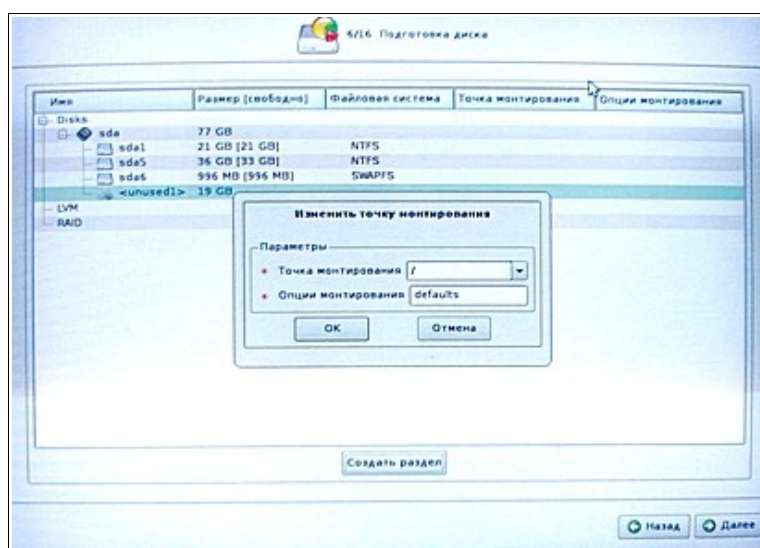 6/16 Подготовка диска
Имя Размер [свободно] Файловая система Точка монтирования Опции монтирования
Disks
sda 77 GB
sda1 21 GB [21 GB] NTFS
sda5 36 GB [33 GB] NTFS
sda6 996 MB [996 MB] SWAPFS
<unused1> 19 GB
LVM
RAID
Изменить точку монтирования
Параметры
Точка монтирования /
Опции монтирования defaults
OK Отмена
Создать раздел
Назад Далее